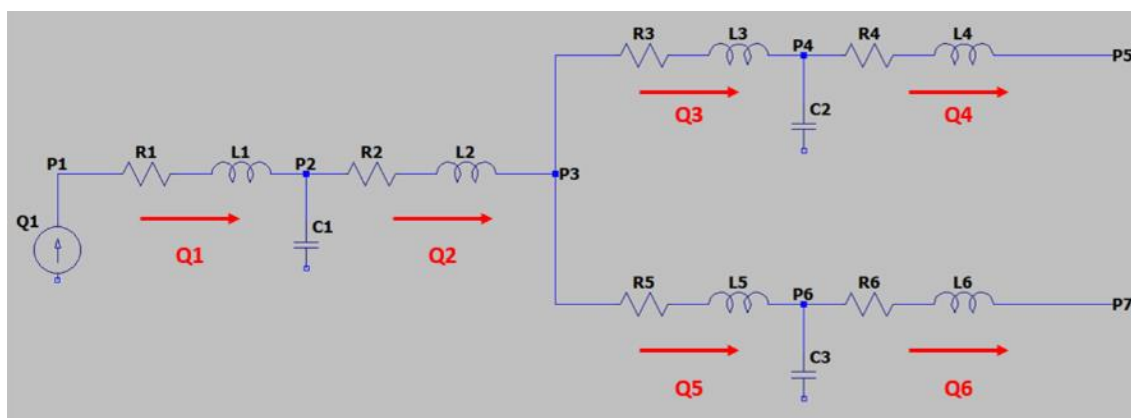 R3 L3 P4 R4 L4 P5
Q3 C2 Q4
P1 R1 L1 P2 R2 L2 P3
Q1 C1
Q1 Q2
R5 L5 P6 R6 L6 P7
Q5 C3 Q6